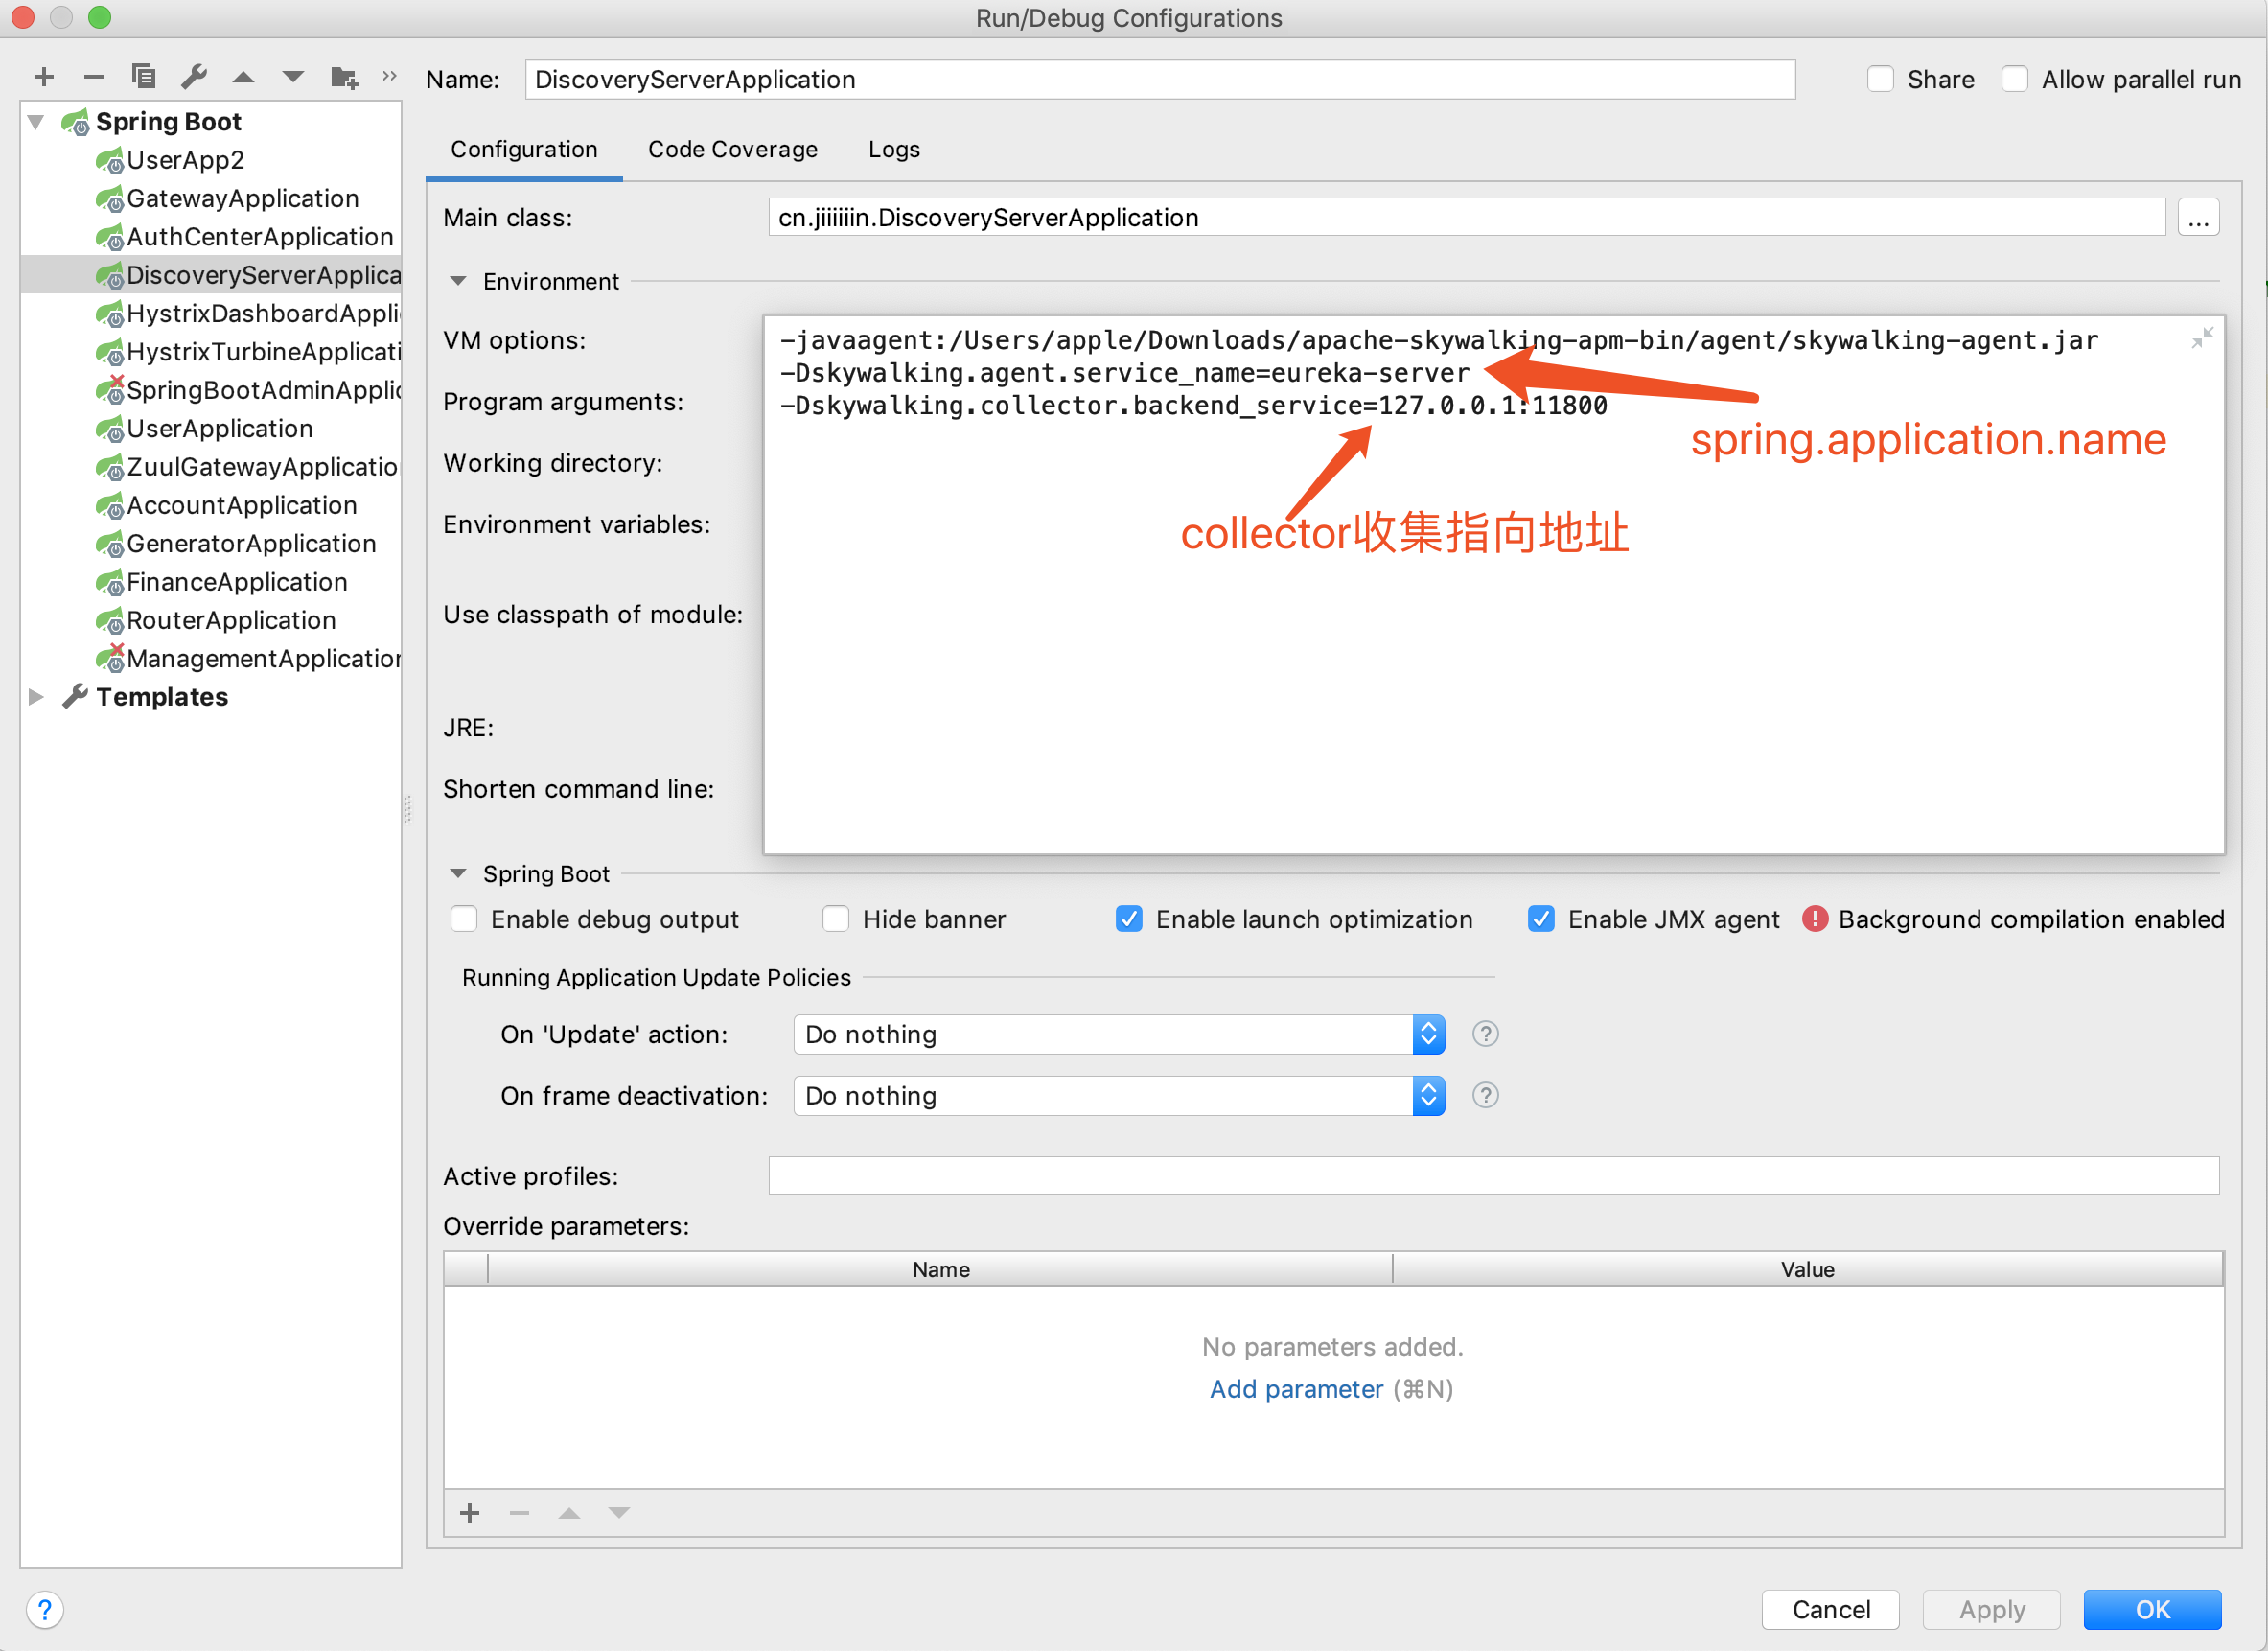 Run/Debug Configurations
Name:
DiscoveryServerApplication
Share
Allow parallel run
Spring Boot
UserApp2
GatewayApplication
AuthCenterApplication
DiscoveryServerApplica
HystrixDashboardAppli
HystrixTurbineApplicati
SpringBootAdminApplic
UserApplication
ZuulGatewayApplicatio
AccountApplication
GeneratorApplication
FinanceApplication
RouterApplication
ManagementApplication
Templates
Configuration
Code Coverage
Logs
Main class:
cn.jiiiiiin.DiscoveryServerApplication
...
Environment
VM options:
-javaagent:/Users/apple/Downloads/apache-skywalking-apm-bin/agent/skywalking-agent.jar
-Dskywalking.agent.service_name=eureka-server
-Dskywalking.collector.backend_service=127.0.0.1:11800
spring.application.name
collector收集指向地址
Program arguments:
Working directory:
Environment variables:
Use classpath of module:
JRE:
Shorten command line:
Spring Boot
Enable debug output
Hide banner
Enable launch optimization
Enable JMX agent
Background compilation enabled
Running Application Update Policies
On 'Update' action:
Do nothing
On frame deactivation:
Do nothing
Active profiles:
Override parameters:
Name
Value
No parameters added.
Add parameter (⌘N)
Cancel
Apply
OK